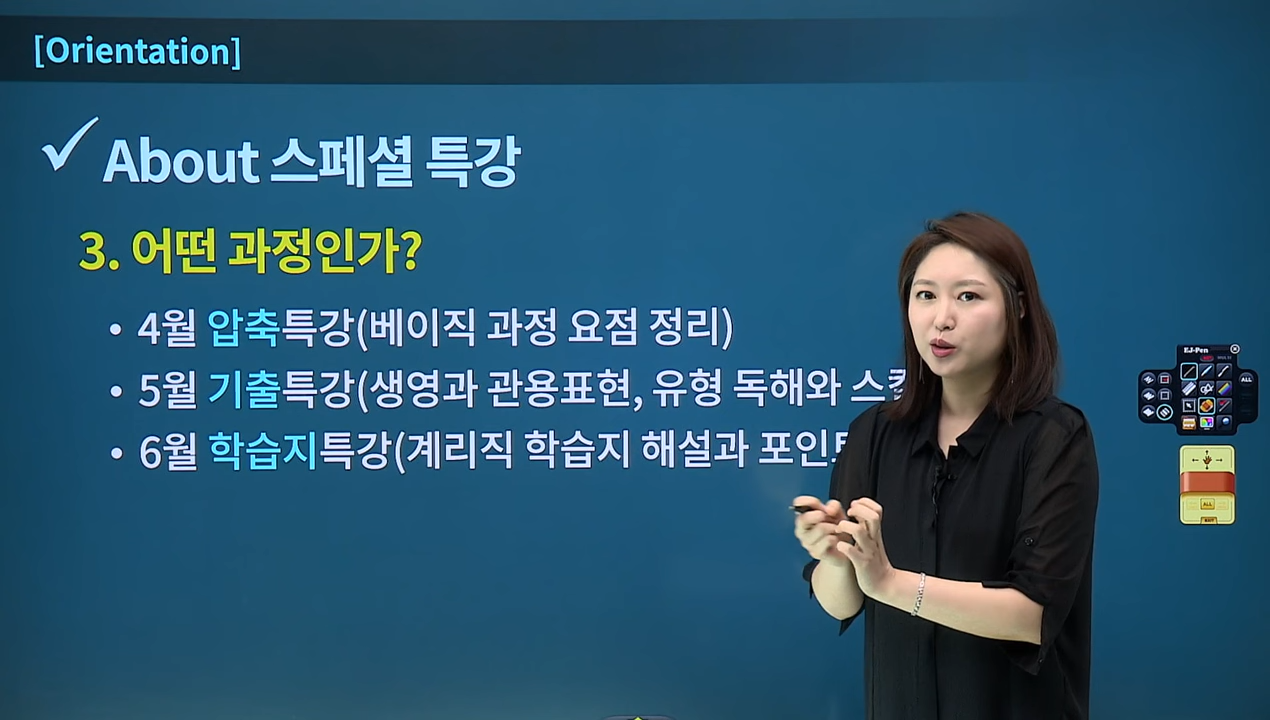 [Orientation]
About 스페셜 특강
3. 어떤 과정인가?
• 4월 압축특강(베이직 과정 요점 정리)
• 5월 기출특강(생영과 관용표현, 유형 독해와
• 6월 학습지특강(계리직 학습지 해설과
EJ-Pen
ALL
ALL
EXIT